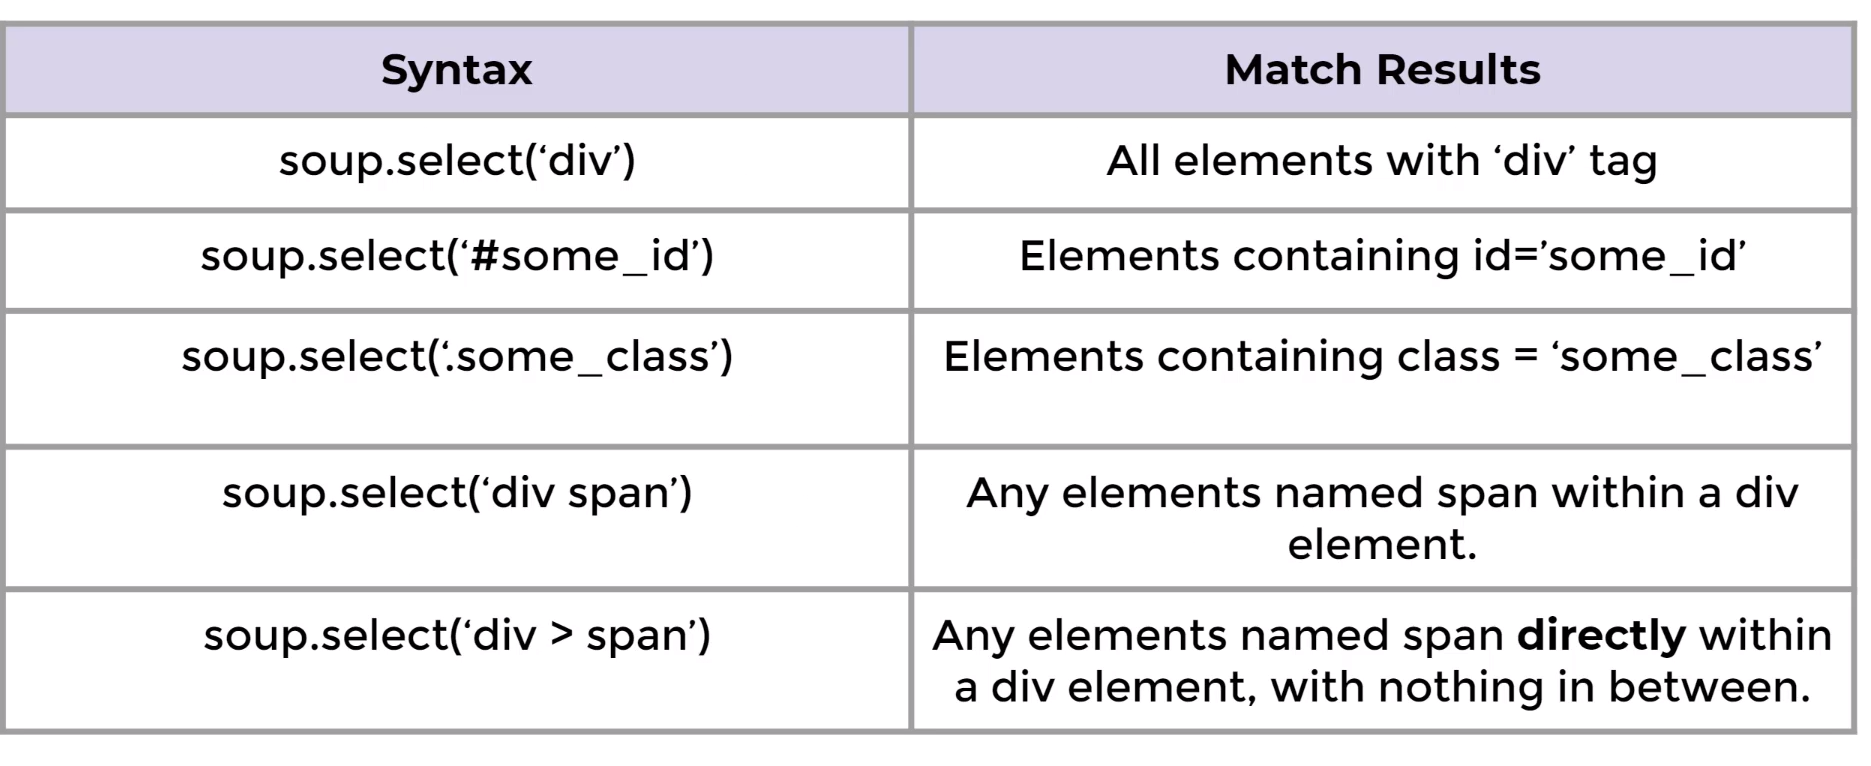 Syntax
Match Results
soup.select(‘div’)
All elements with ‘div’ tag
soup.select(‘#some_id’)
Elements containing id=’some_id’
soup.select(‘.some_class’)
Elements containing class = ‘some_class’
soup.select(‘div span’)
Any elements named span within a div
element.
soup.select(‘div > span’)
Any elements named span directly within
a div element, with nothing in between.